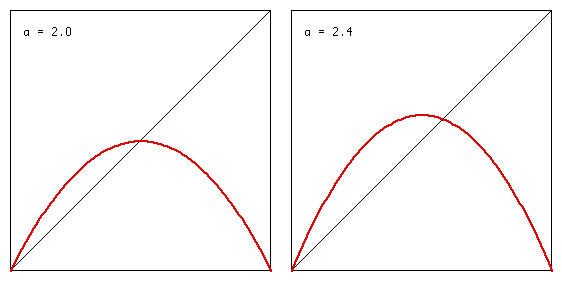 a = 2.0
a = 2.4